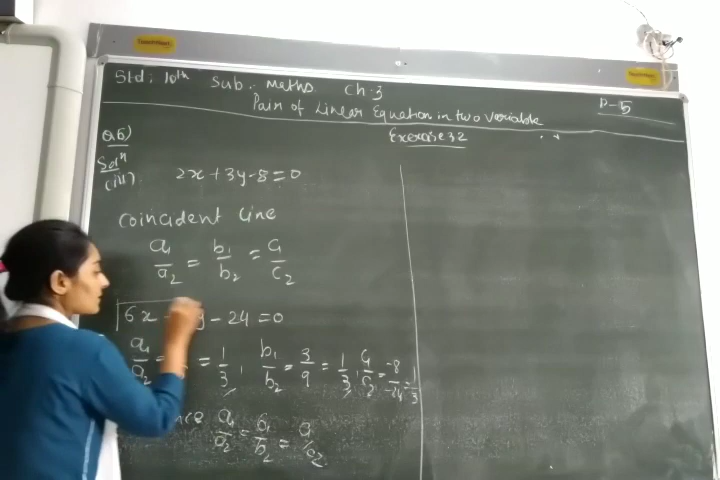 Std: 10th Sub: Maths Ch-3
Pair of Linear Equation in two variable
P-5
Exercise 3.2
Q6)
Solⁿ
(iii) 2x + 3y - 8 = 0
Coincident line
a₁/a₂ = b₁/b₂ = c₁/c₂
6x y - 24 = 0
a₁/a₂ = = 1/3, b₁/b₂ = 3/9 = 1/3, c₁/c₂ = -8/-24 = 1/3
a₁/a₂ = b₁/b₂ = c₁/c₂